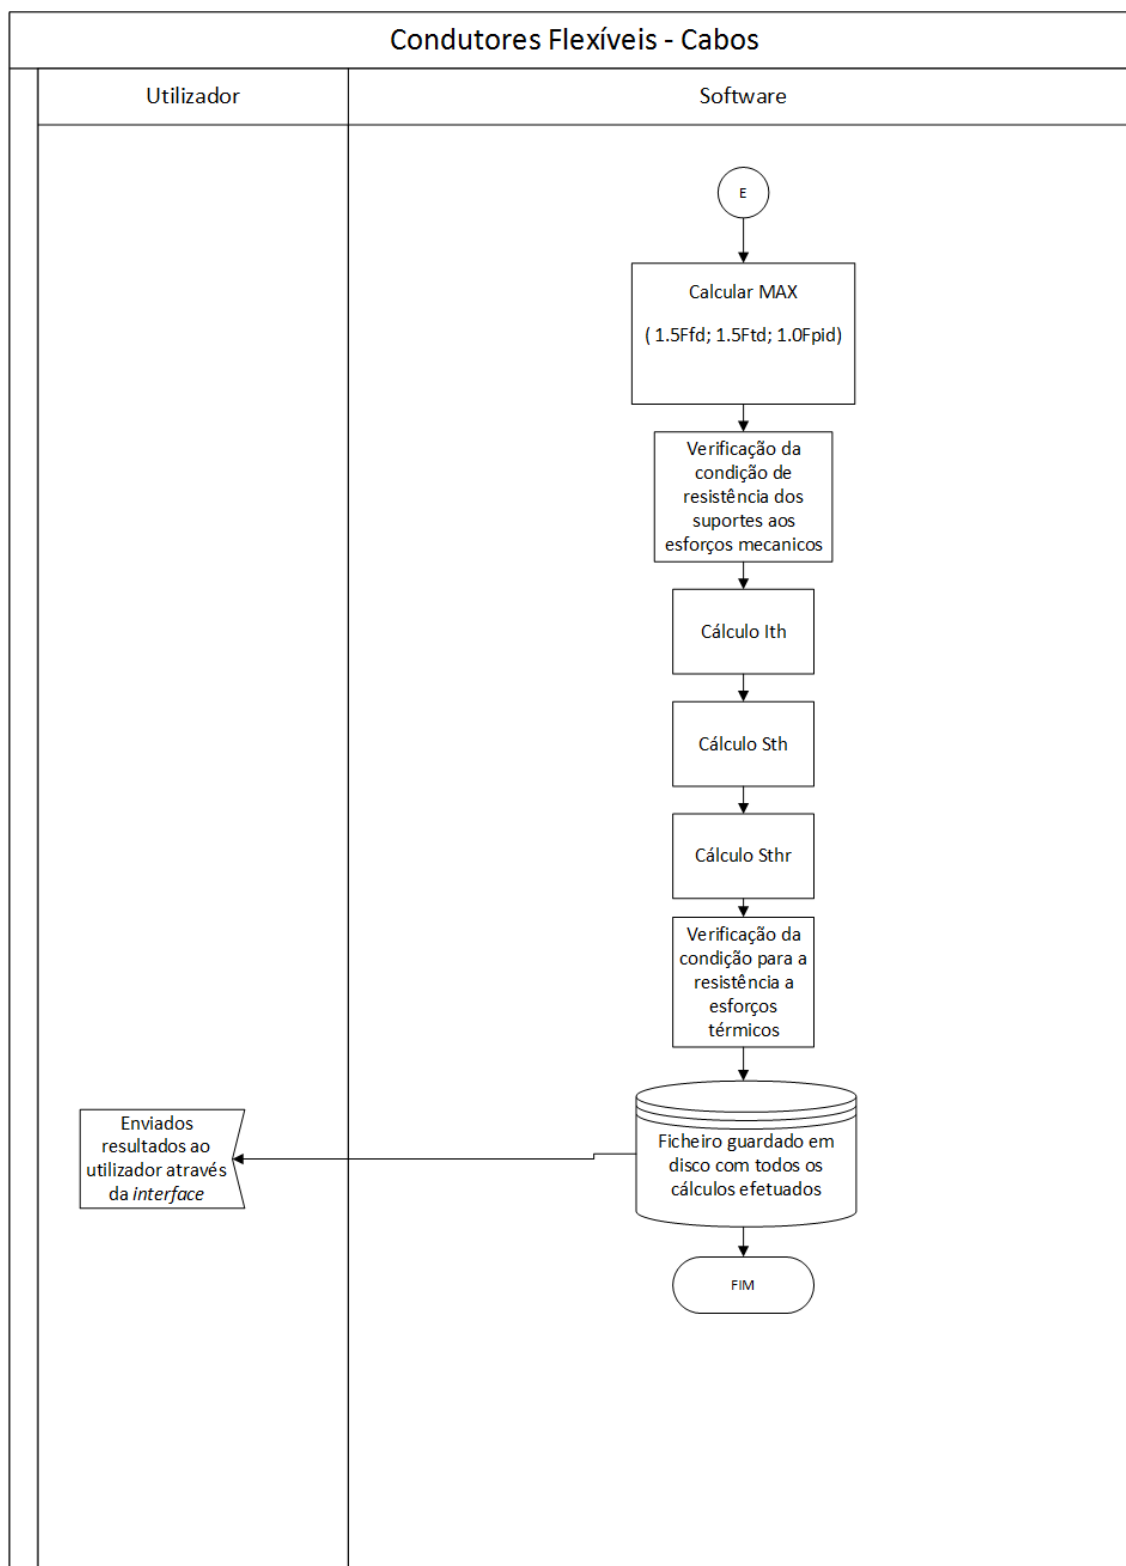 Condutores Flexíveis - Cabos
Utilizador
Software
E
Calcular MAX
( 1.5Ffd; 1.5Ftd; 1.0Fpid)
Verificação da
condição de
resistência dos
suportes aos
esforços mecanicos
Cálculo Ith
Cálculo Sth
Cálculo Sthr
Verificação da
condição para a
resistência a
esforços
térmicos
Ficheiro guardado em
disco com todos os
cálculos efetuados
Enviados
resultados ao
utilizador através
da interface
FIM